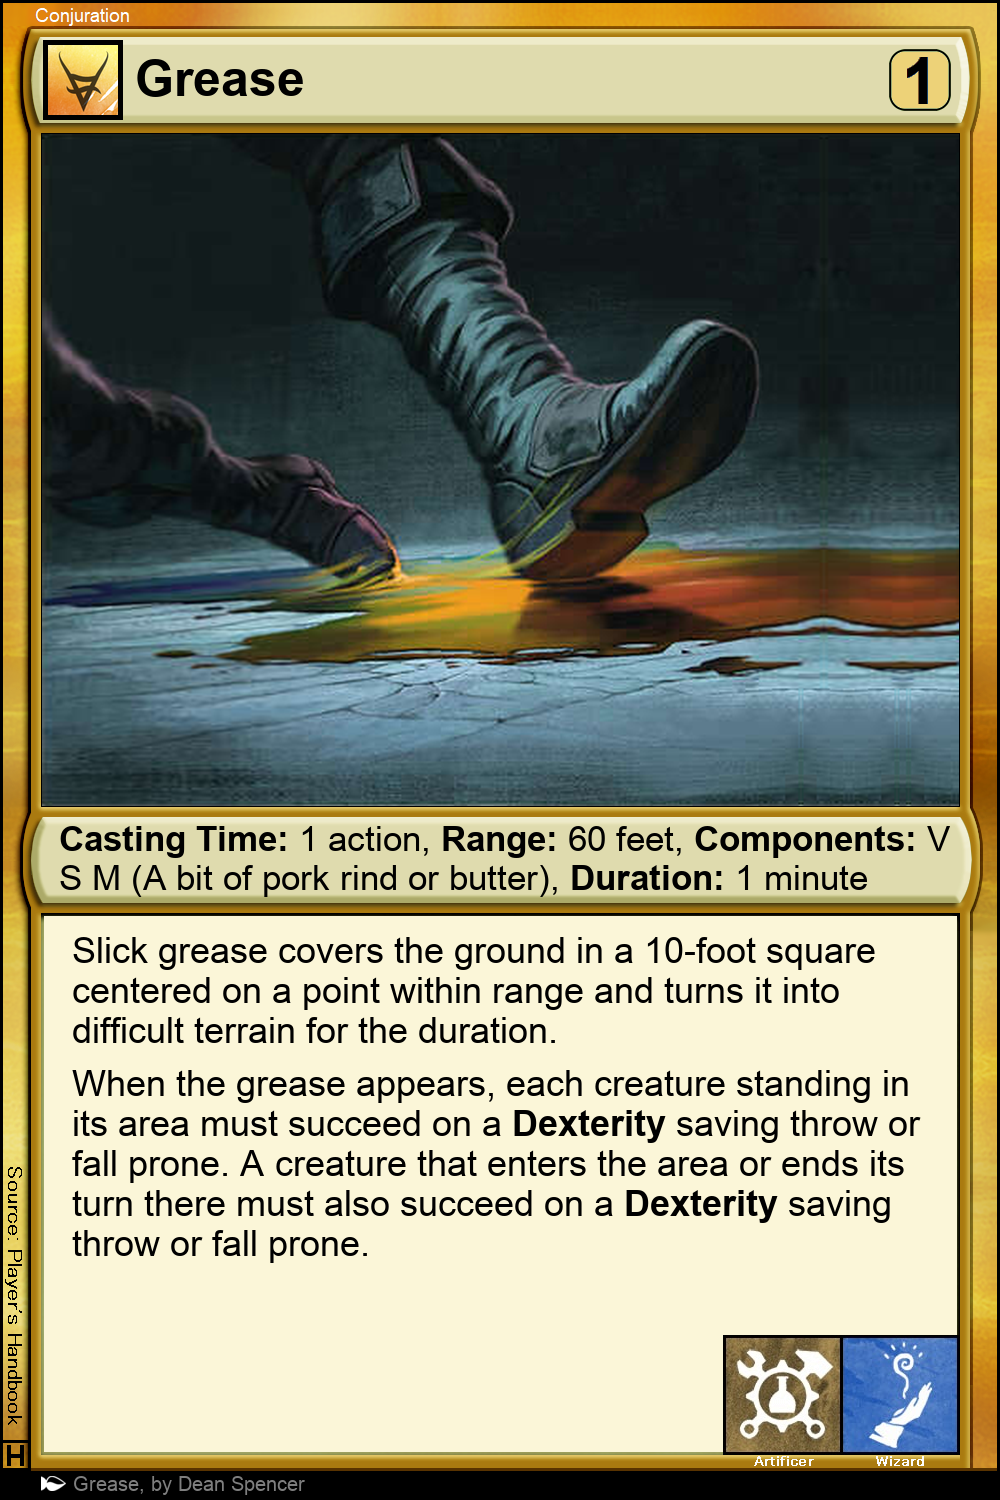 Conjuration
Grease
1
Casting Time: 1 action, Range: 60 feet, Components: V
S M (A bit of pork rind or butter), Duration: 1 minute
Slick grease covers the ground in a 10-foot square
centered on a point within range and turns it into
difficult terrain for the duration.
When the grease appears, each creature standing in
its area must succeed on a Dexterity saving throw or
fall prone. A creature that enters the area or ends its
turn there must also succeed on a Dexterity saving
throw or fall prone.
Source: Player's Handbook
H
Artificer
Wizard
Grease, by Dean Spencer